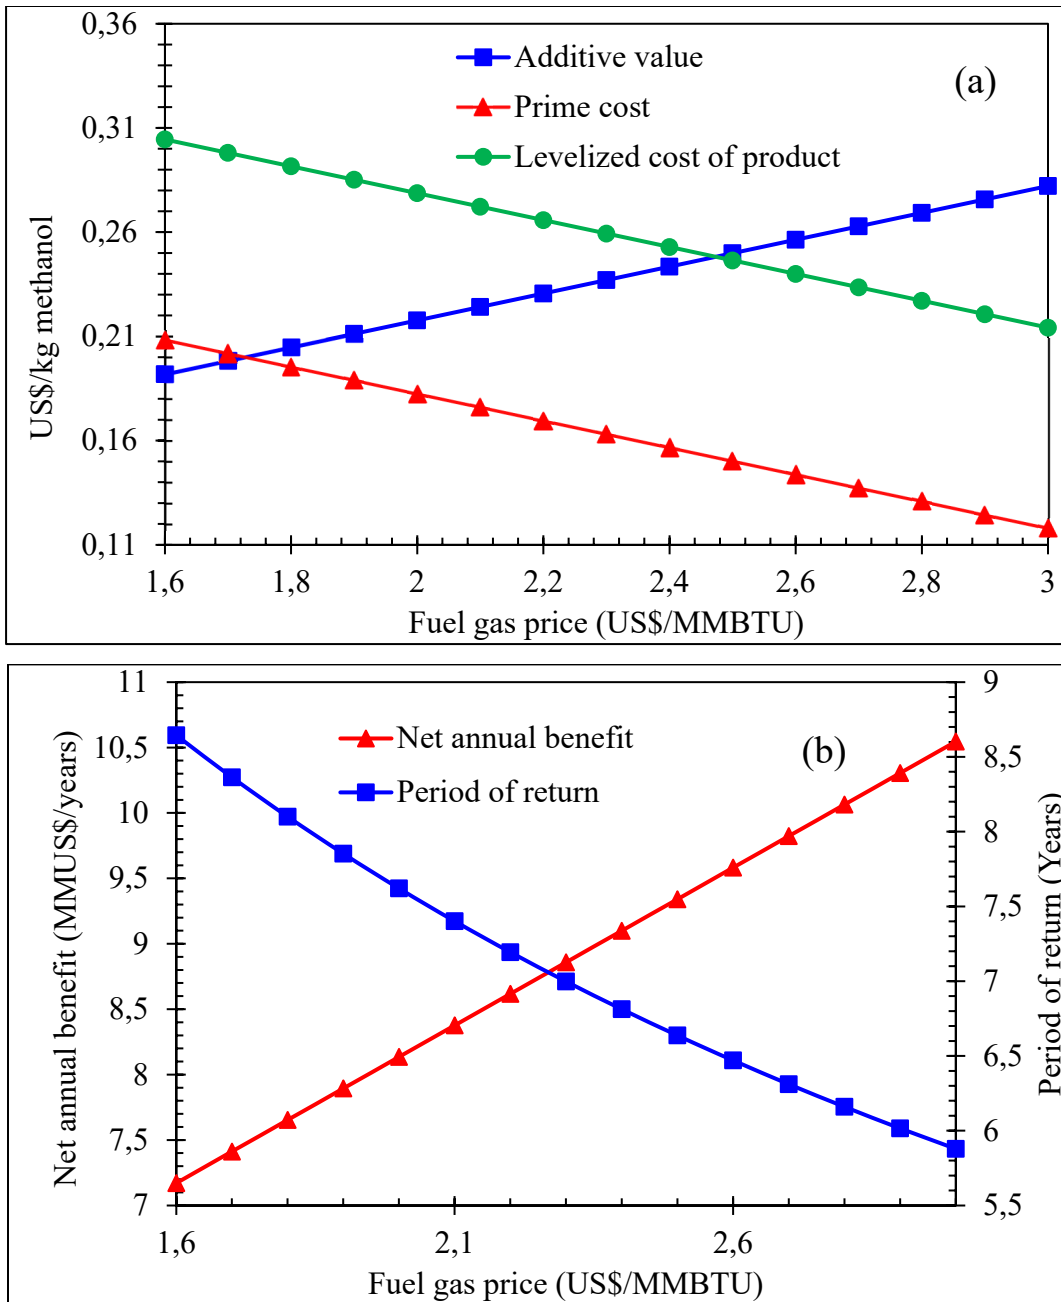 0,36
0,31
0,26
0,21
0,16
0,11
US$/kg methanol
Additive value
Prime cost
Levelized cost of product
(a)
1,6 1,8 2 2,2 2,4 2,6 2,8 3
Fuel gas price (US$/MMBTU)
11
10,5
10
9,5
9
8,5
8
7,5
7
Net annual benefit (MMUS$/years)
Net annual benefit
Period of return
(b)
9
8,5
8
7,5
7
6,5
6
5,5
Period of return (Years)
1,6 2,1 2,6
Fuel gas price (US$/MMBTU)